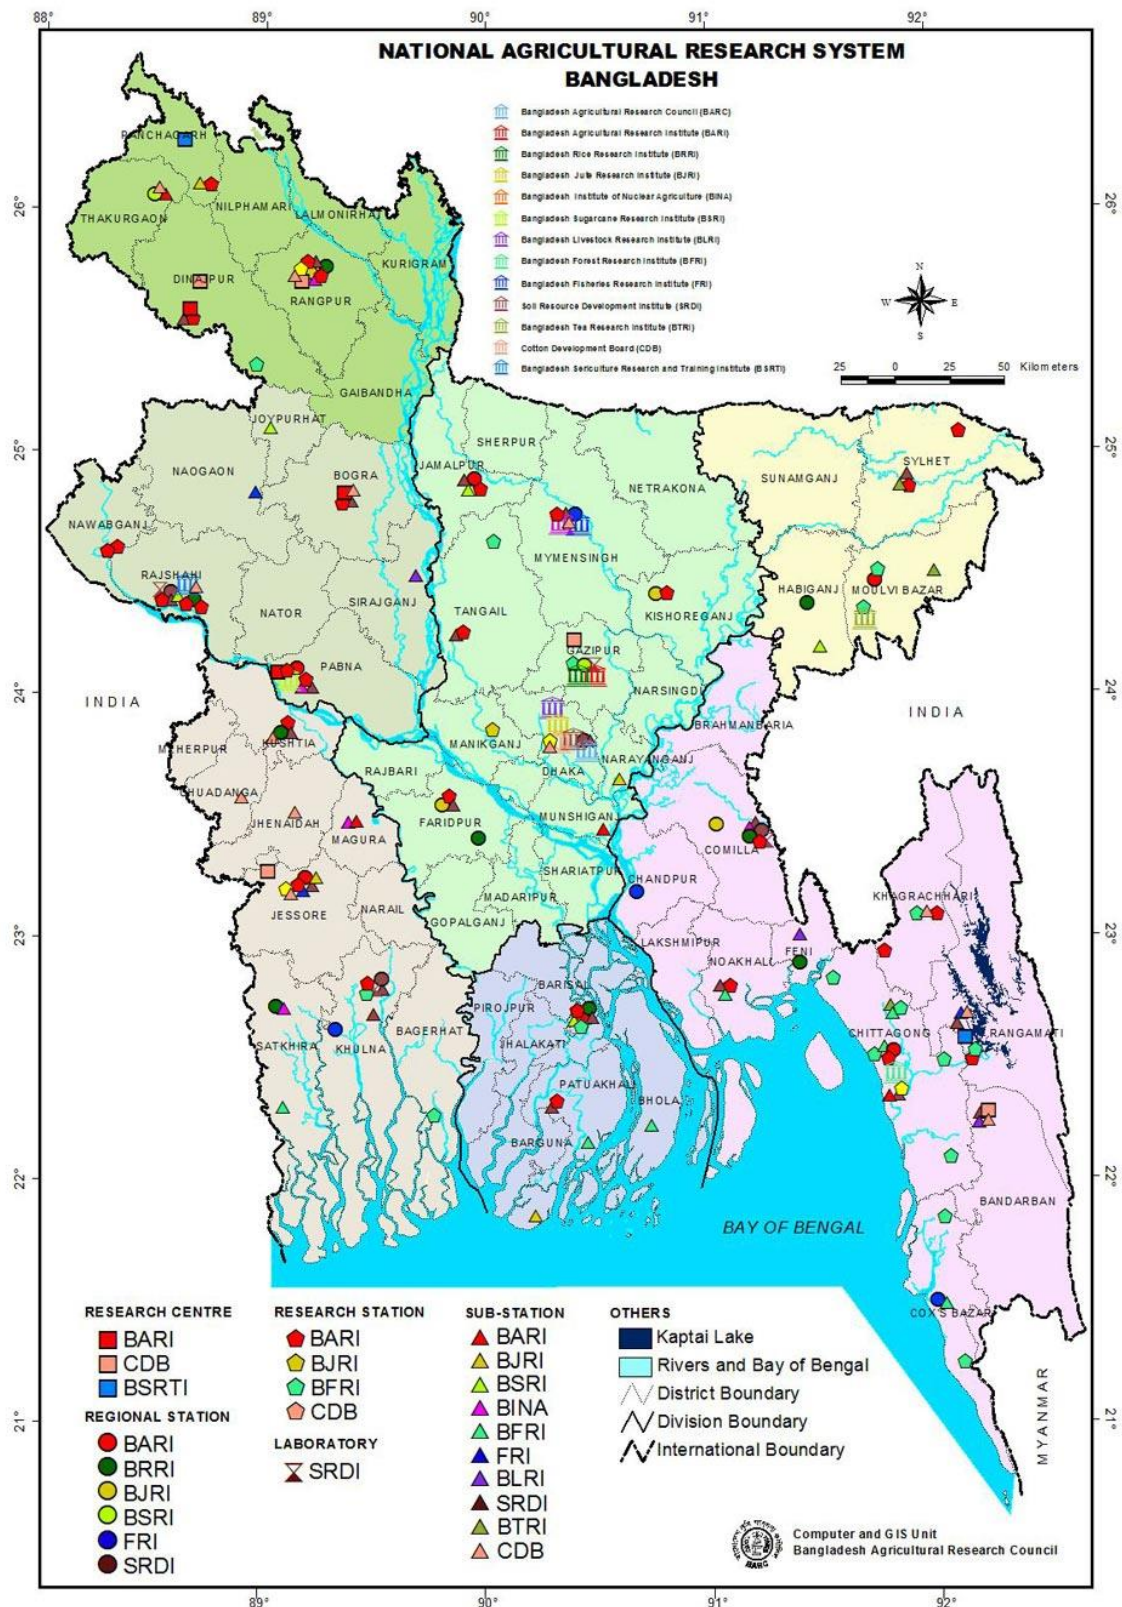 88° 89° 90° 91° 92°
NATIONAL AGRICULTURAL RESEARCH SYSTEM
BANGLADESH
Bangladesh Agricultural Research Council (BARC)
Bangladesh Agricultural Research Institute (BARI)
Bangladesh Rice Research Institute (BRRI)
Bangladesh Jute Research Institute (BJRI)
Bangladesh Institute of Nuclear Agriculture (BINA)
Bangladesh Sugarcane Research Institute (BSRI)
Bangladesh Livestock Research Institute (BLRI)
Bangladesh Forest Research Institute (BFRI)
Bangladesh Fisheries Research Institute (FRI)
Soil Resource Development Institute (SRDI)
Bangladesh Tea Research Institute (BTRI)
Cotton Development Board (CDB)
Bangladesh Sericulture Research and Training Institute (BSRTI)
N
W E
S
25 0 25 50 Kilometers
26° 26°
25° 25°
24° 24°
23° 23°
22° 22°
21° 21°
PANCHAGARH
THAKURGAON
NILPHAMARI
LALMONIRHAT
KURIGRAM
DINAJPUR
RANGPUR
GAIBANDHA
JOYPURHAT
NAOGAON
BOGRA
NAWABGANJ
RAJSHAHI
NATOR
SIRAJGANJ
PABNA
SHERPUR
JAMALPUR
NETRAKONA
MYMENSINGH
TANGAIL
KISHOREGANJ
GAZIPUR
NARSINGDI
MANIKGANJ
DHAKA
NARAYANGANJ
RAJBARI
FARIDPUR
MUNSHIGANJ
SHARIATPUR
MADARIPUR
GOPALGANJ
SUNAMGANJ
SYLHET
HABIGANJ
MOULVI BAZAR
INDIA
INDIA
MEHERPUR
KUSHTIA
CHUADANGA
JHENAIDAH
MAGURA
JESSORE
NARAIL
SATKHIRA
KHULNA
BAGERHAT
PIROJPUR
BARISAL
JHALAKATI
PATUAKHALI
BHOLA
BARGUNA
BRAHMANBARIA
COMILLA
CHANDPUR
LAKSHMIPUR
NOAKHALI
FENI
KHAGRACHHARI
CHITTAGONG
RANGAMATI
BANDARBAN
COX'S BAZAR
BAY OF BENGAL
MYANMAR
RESEARCH CENTRE
BARI
CDB
BSRTI
REGIONAL STATION
BARI
BRRI
BJRI
BSRI
FRI
SRDI
RESEARCH STATION
BARI
BJRI
BFRI
CDB
LABORATORY
SRDI
SUB-STATION
BARI
BJRI
BSRI
BINA
BFRI
FRI
BLRI
SRDI
BTRI
CDB
OTHERS
Kaptai Lake
Rivers and Bay of Bengal
District Boundary
Division Boundary
International Boundary
BARC
Computer and GIS Unit
Bangladesh Agricultural Research Council
89° 90° 91° 92°